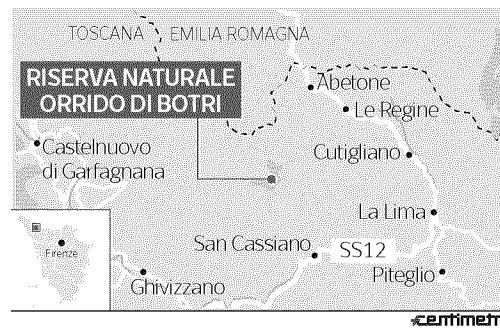 TOSCANA
EMILIA ROMAGNA
RISERVA NATURALE
ORRIDO DI BOTRI
Abetone
Le Regine
Castelnuovo
di Garfagnana
Cutigliano
La Lima
Firenze
San Cassiano
SS12
Piteglio
Ghivizzano
centimetr